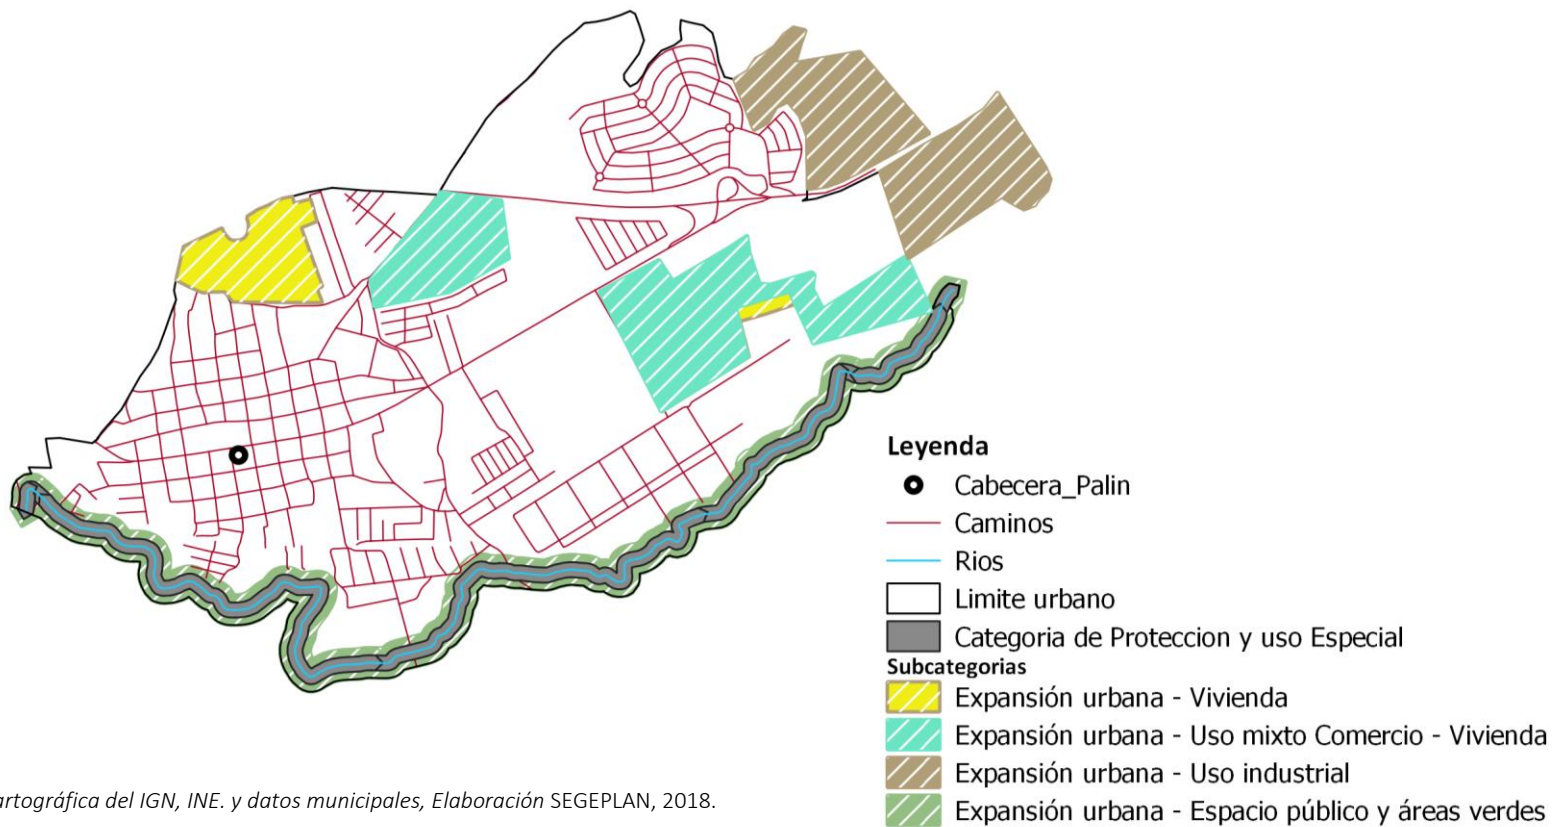 Leyenda
Cabecera_Palin
Caminos
Rios
Limite urbano
Categoria de Proteccion y uso Especial
Subcategorias
Expansión urbana - Vivienda
Expansión urbana - Uso mixto Comercio - Vivienda
Expansión urbana - Uso industrial
Expansión urbana - Espacio público y áreas verdes
artográfica del IGN, INE. y datos municipales, Elaboración SEGEPLAN, 2018.